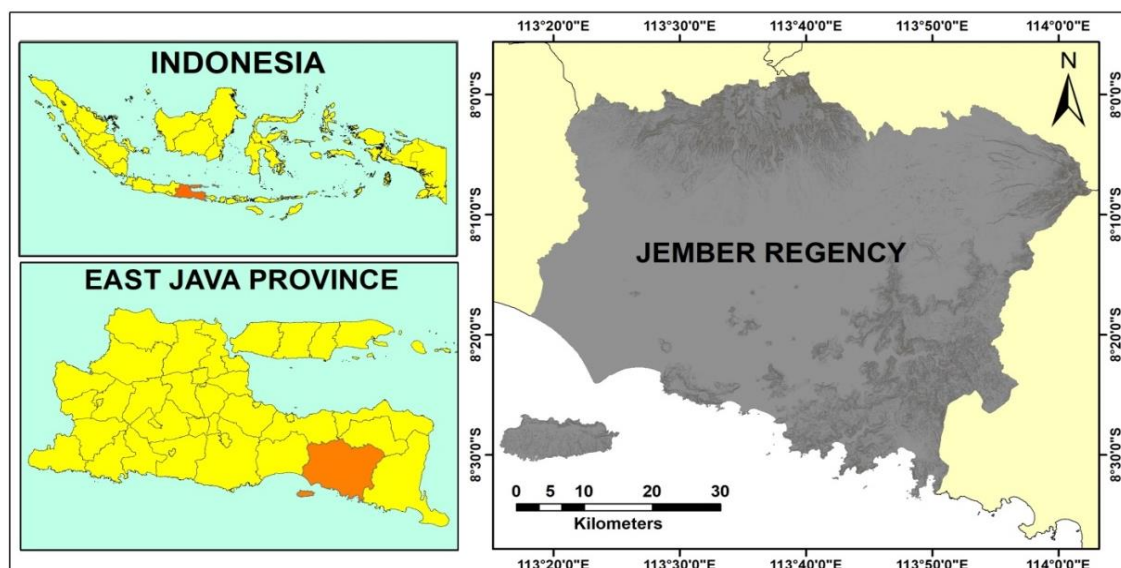 INDONESIA
EAST JAVA PROVINCE
113°20'0"E 113°30'0"E 113°40'0"E 113°50'0"E 114°0'0"E
N
8°0'0"S 8°0'0"S
8°10'0"S 8°10'0"S
JEMBER REGENCY
8°20'0"S 8°20'0"S
8°30'0"S 8°30'0"S
0 5 10 20 30
Kilometers
113°20'0"E 113°30'0"E 113°40'0"E 113°50'0"E 114°0'0"E